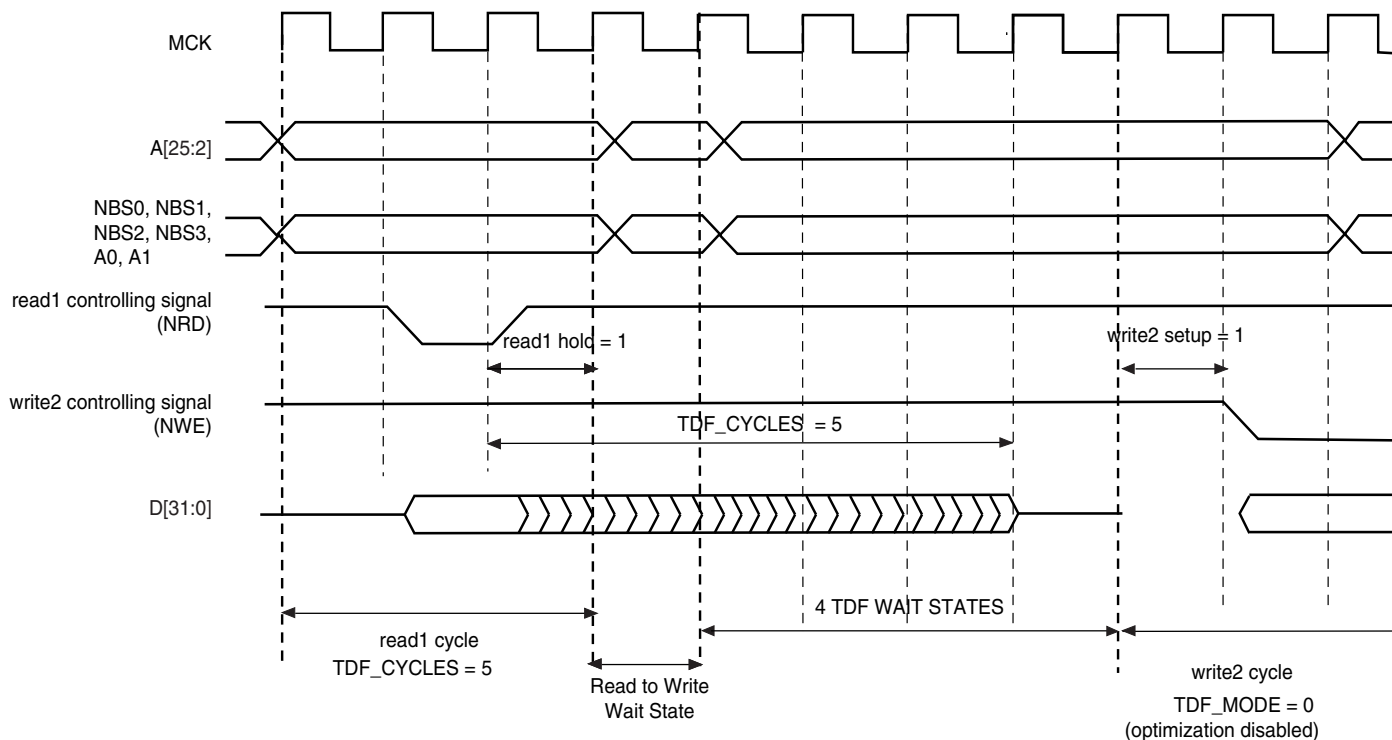 MCK
A[25:2]
NBS0, NBS1,
NBS2, NBS3,
A0, A1
read1 controlling signal
(NRD)
read1 hold = 1
write2 setup = 1
write2 controlling signal
(NWE)
TDF_CYCLES = 5
D[31:0]
4 TDF WAIT STATES
read1 cycle
TDF_CYCLES = 5
Read to Write
Wait State
write2 cycle
TDF_MODE = 0
(optimization disabled)